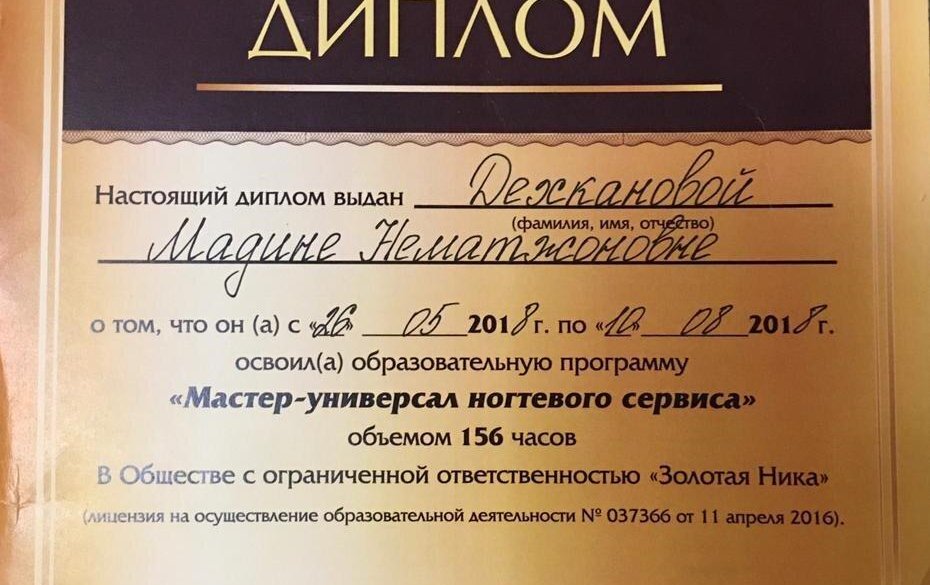 ДИПЛОМ
Настоящий диплом выдан Дехкановой
(фамилия, имя, отчество)
Мадине Нематжоновне
о том, что он (а) с «26» 05 2018 г. по «10» 08 2018 г.
освоил(а) образовательную программу
«Мастер-универсал ногтевого сервиса»
объемом 156 часов
В Обществе с ограниченной ответственностью «Золотая Ника»
(лицензия на осуществление образовательной деятельности № 037366 от 11 апреля 2016).